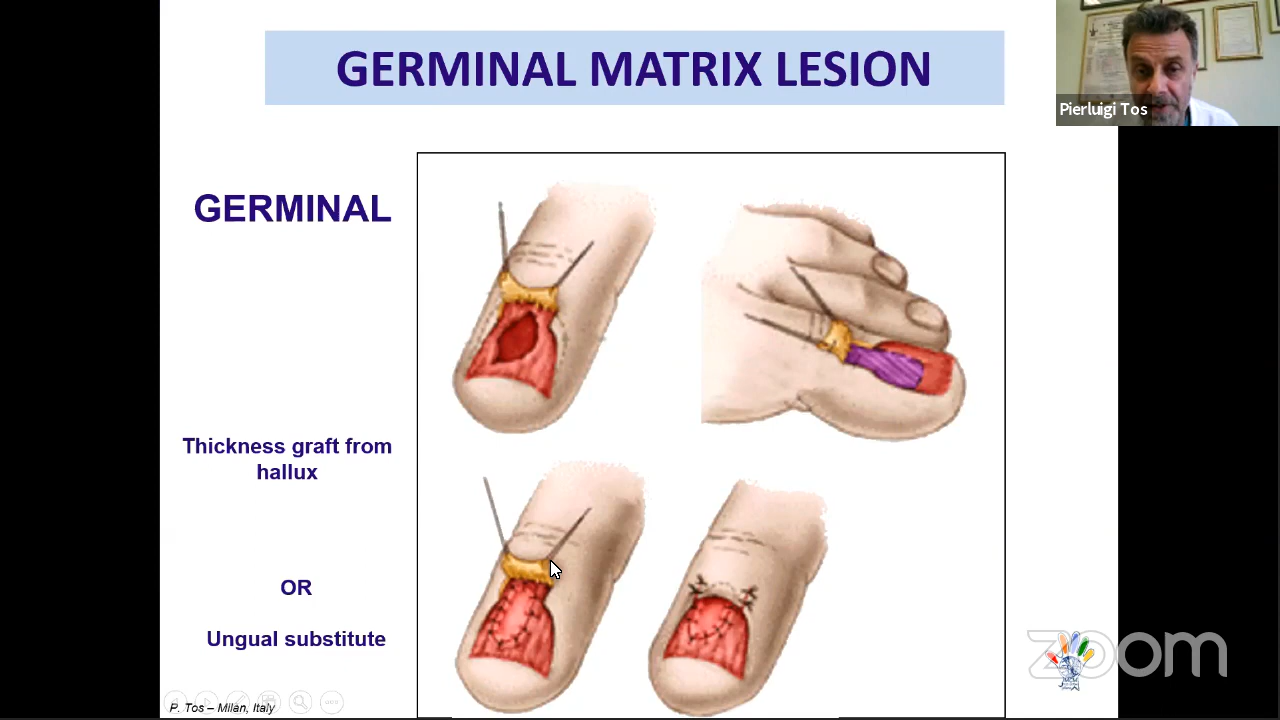 GERMINAL MATRIX LESION
Pierluigi Tos
GERMINAL
Thickness graft from
hallux
OR
Ungual substitute
zoom
P. Tos – Milan, Italy